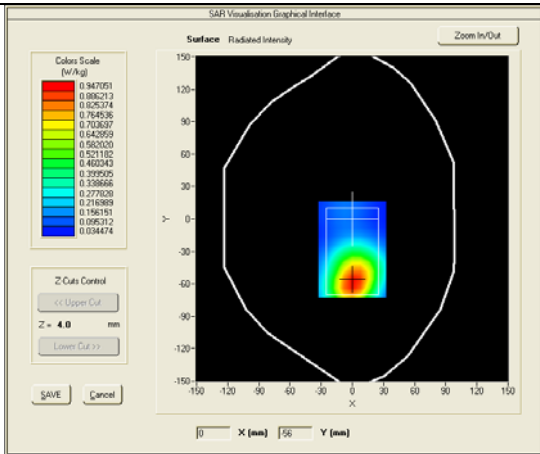 SAR Visualisation Graphical Interface
Surface Radiated Intensity
Zoom In/Out
Colors Scale
(W/kg)
0.947051
0.886213
0.825374
0.764536
0.703697
0.642859
0.582020
0.521182
0.460343
0.399505
0.338666
0.277828
0.216989
0.156151
0.095312
0.034474
Z-Cuts Control
<< Upper Cut
Z = 4.0 mm
Lower Cut >>
SAVE Cancel
150
120
90
60
30
0
-30
-60
-90
-120
-150
Y
-150 -120 -90 -60 -30 0 30 60 90 120 150
X
0 X (mm) -56 Y (mm)